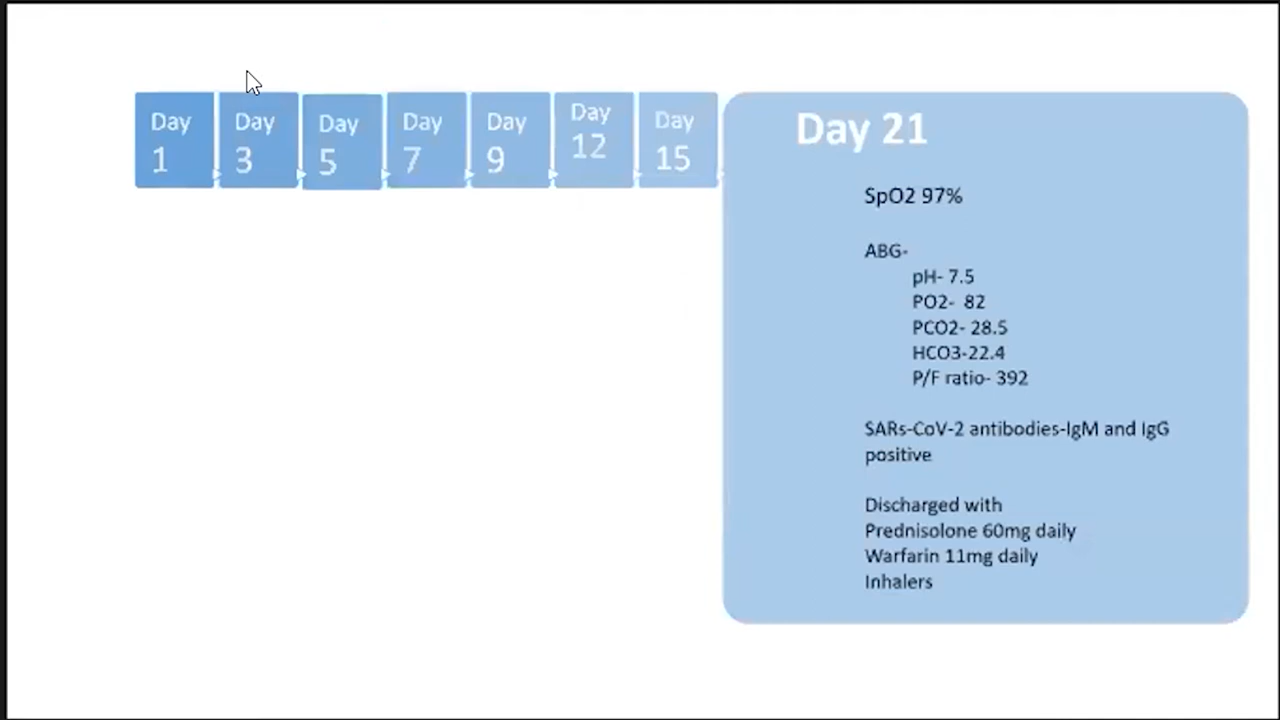 Day
1
Day
3
Day
5
Day
7
Day
9
Day
12
Day
15
Day 21
SpO2 97%
ABG-
pH- 7.5
PO2- 82
PCO2- 28.5
HCO3-22.4
P/F ratio- 392
SARs-CoV-2 antibodies-IgM and IgG
positive
Discharged with
Prednisolone 60mg daily
Warfarin 11mg daily
Inhalers